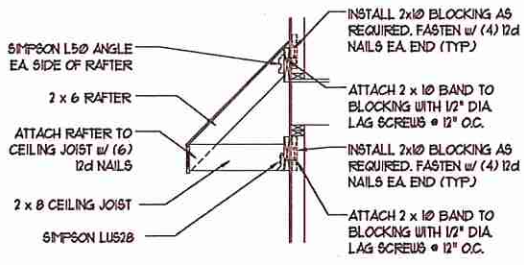 SIMPSON L50 ANGLE
EA. SIDE OF RAFTER
2 x 6 RAFTER
ATTACH RAFTER TO
CEILING JOIST w/ (6)
12d NAILS
2 x 8 CEILING JOIST
SIMPSON LUS28
INSTALL 2x10 BLOCKING AS
REQUIRED. FASTEN w/ (4) 12d
NAILS EA. END (TYP.)
ATTACH 2 x 10 BAND TO
BLOCKING WITH 1/2" DIA.
LAG SCREWS @ 12" O.C.
INSTALL 2x10 BLOCKING AS
REQUIRED. FASTEN w/ (4) 12d
NAILS EA. END (TYP.)
ATTACH 2 x 10 BAND TO
BLOCKING WITH 1/2" DIA.
LAG SCREWS @ 12" O.C.